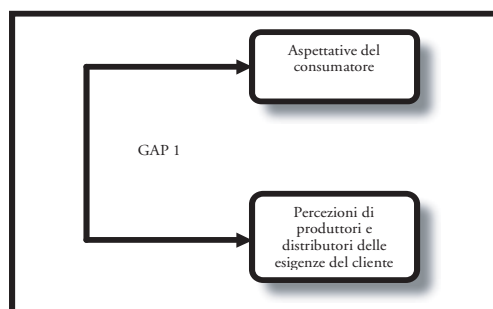 Aspettative del
consumatore
GAP 1
Percezioni di
produttori e
distributori delle
esigenze del cliente